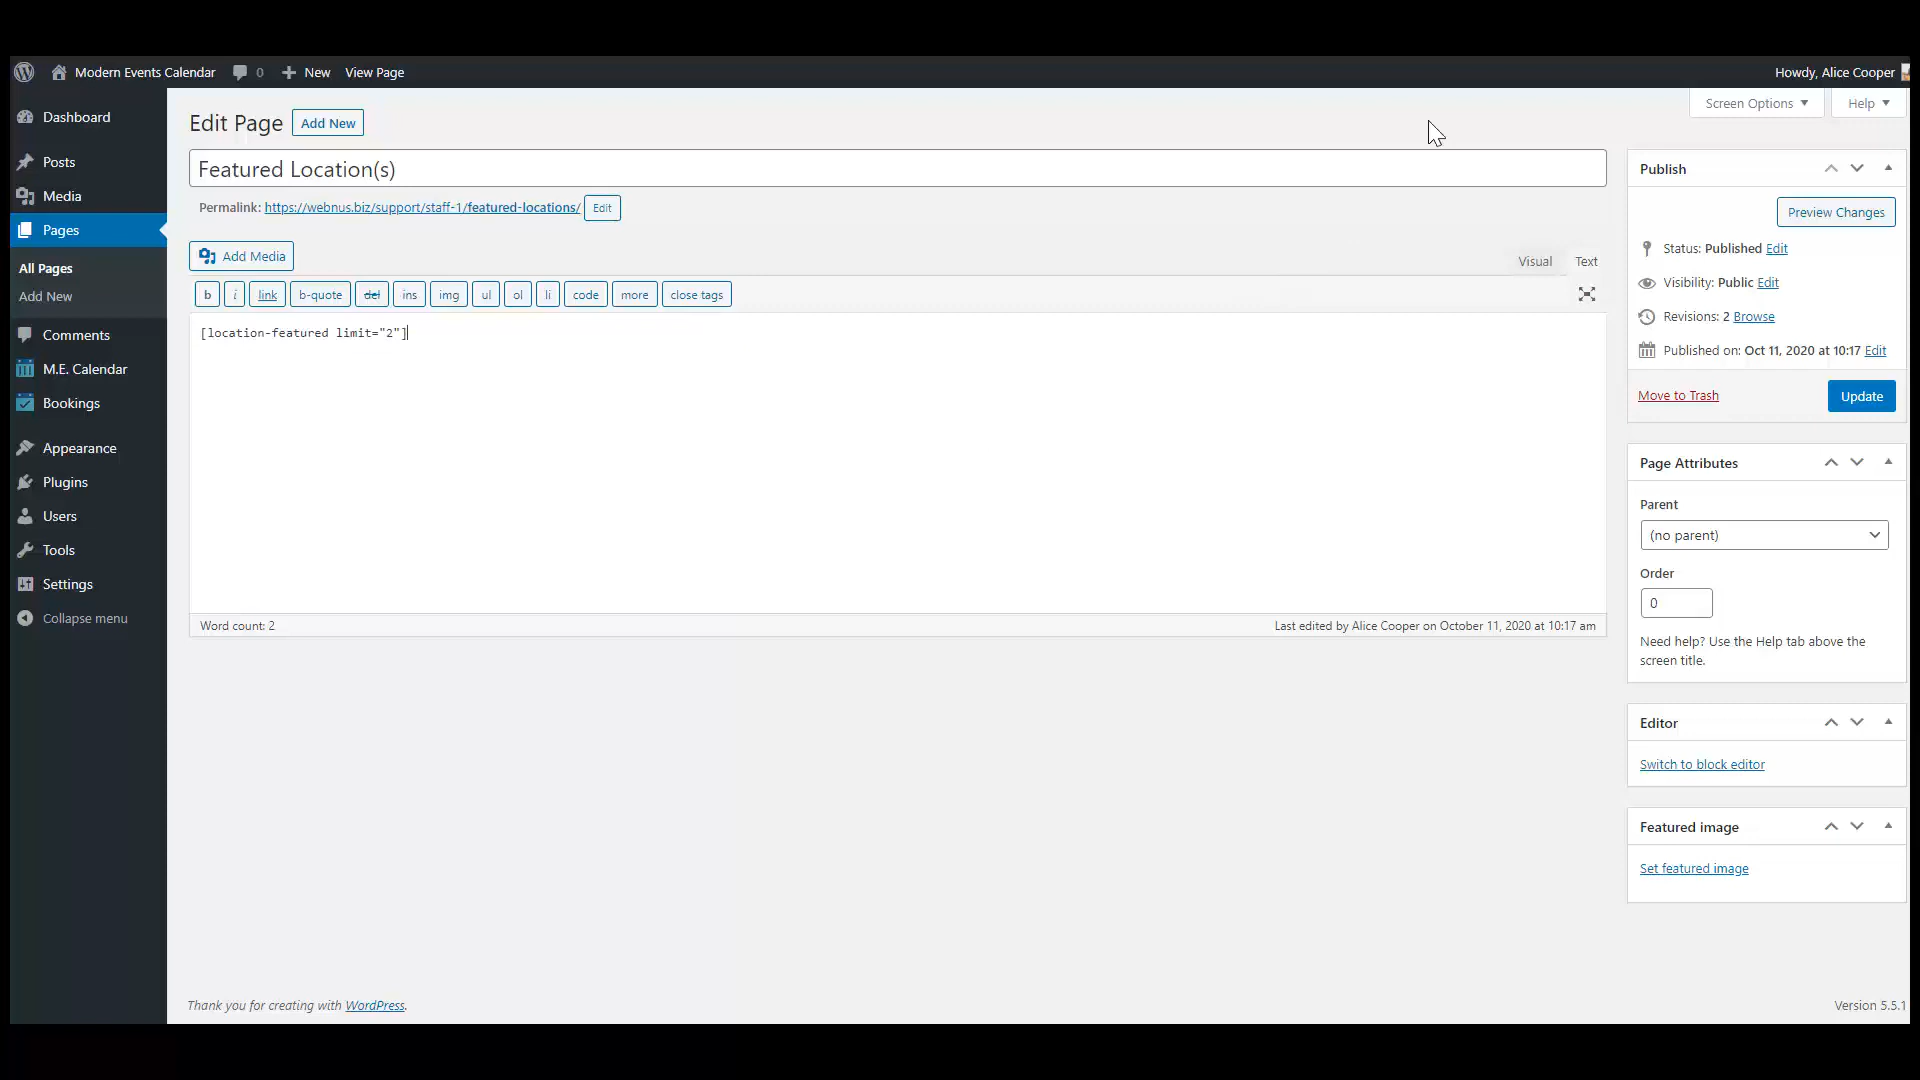 Modern Events Calendar 0 New View Page Howdy, Alice Cooper
Screen Options Help
Dashboard
Posts
Media
Pages
All Pages
Add New
Comments
M.E. Calendar
Bookings
Appearance
Plugins
Users
Tools
Settings
Collapse menu
Edit Page Add New
Featured Location(s)
Permalink: https://webnus.biz/support/staff-1/featured-locations/ Edit
Add Media
Visual Text
b i link b-quote del ins img ul ol li code more close tags
[location-featured limit="2"]
Word count: 2 Last edited by Alice Cooper on October 11, 2020 at 10:17 am
Publish
Preview Changes
Status: Published Edit
Visibility: Public Edit
Revisions: 2 Browse
Published on: Oct 11, 2020 at 10:17 Edit
Move to Trash Update
Page Attributes
Parent
(no parent)
Order
0
Need help? Use the Help tab above the
screen title.
Editor
Switch to block editor
Featured image
Set featured image
Thank you for creating with WordPress. Version 5.5.1